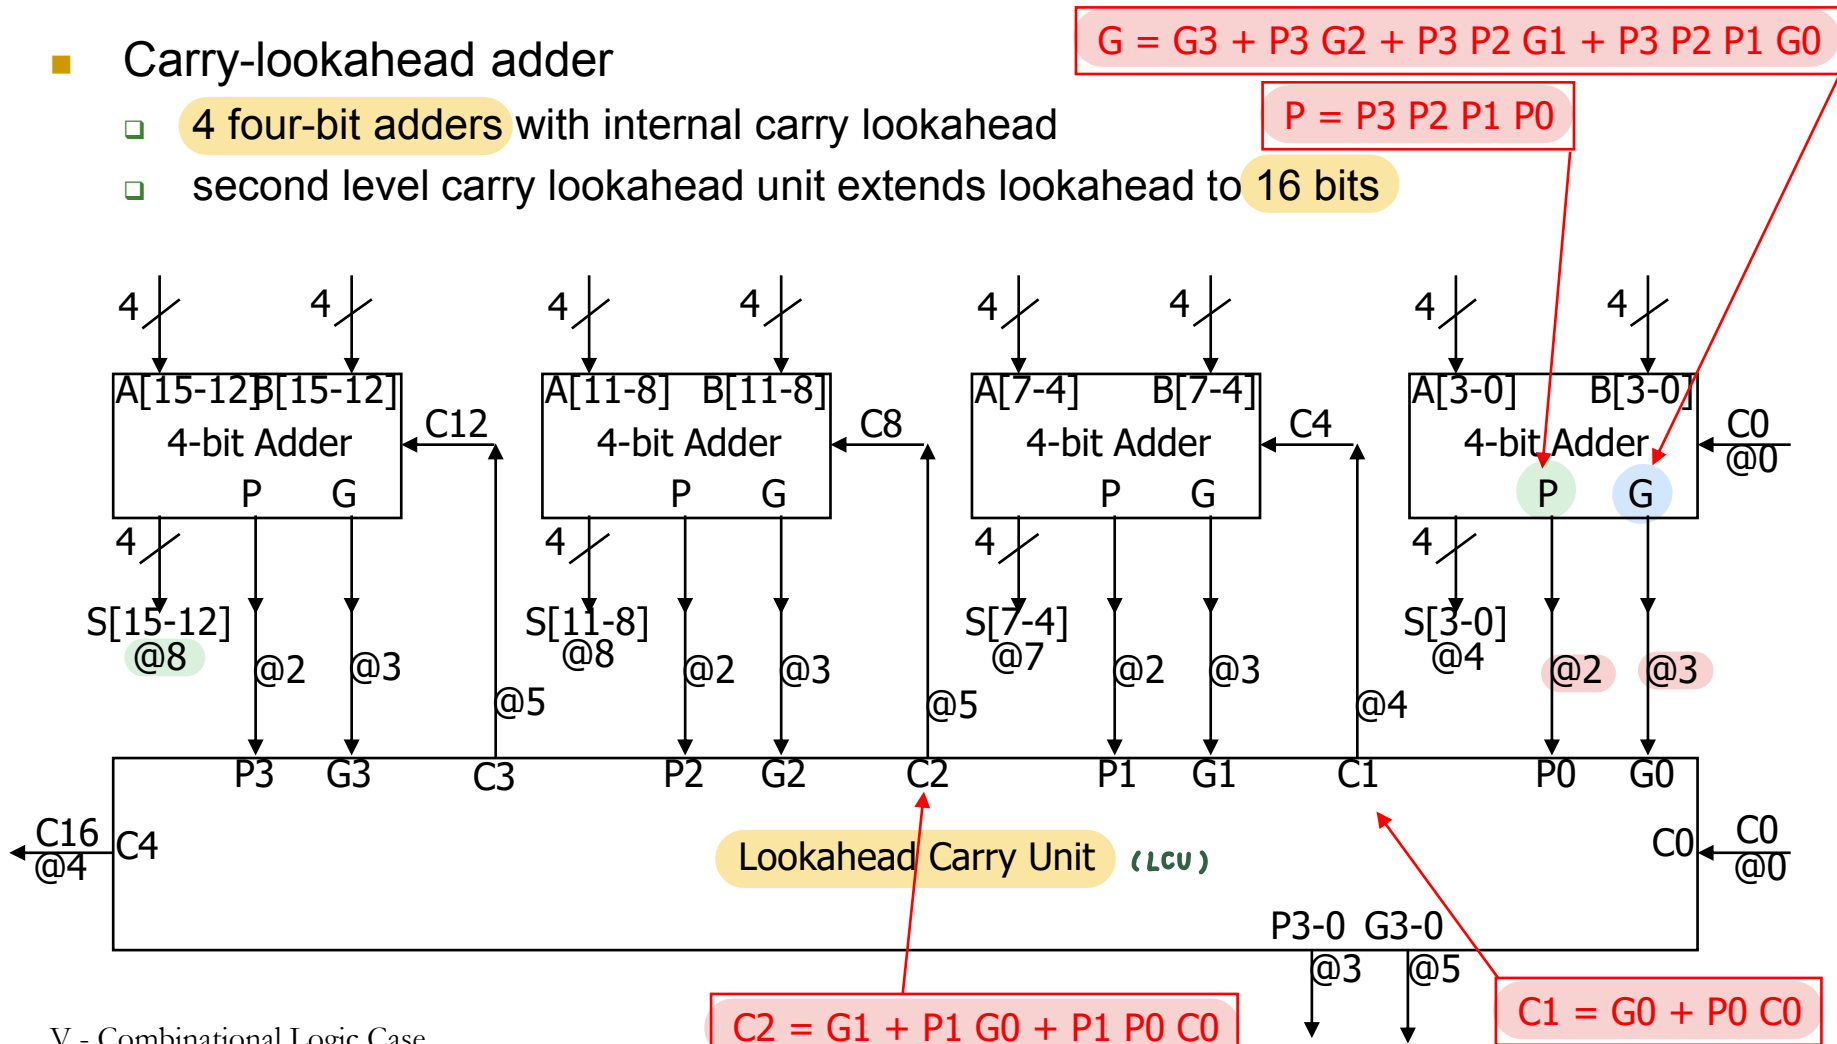 G = G3 + P3 G2 + P3 P2 G1 + P3 P2 P1 G0
Carry-lookahead adder
P = P3 P2 P1 P0
4 four-bit adders with internal carry lookahead
second level carry lookahead unit extends lookahead to 16 bits
4 4 4 4 4 4 4 4
A[15-12] B[15-12] A[11-8] B[11-8] A[7-4] B[7-4] A[3-0] B[3-0]
4-bit Adder C12 4-bit Adder C8 4-bit Adder C4 4-bit Adder C0
@0
P G P G P G P G
4 4 4 4
S[15-12] S[11-8] S[7-4] S[3-0]
@8 @2 @3 @8 @2 @3 @7 @2 @3 @4 @2 @3
@5 @5 @4
P3 G3 C3 P2 G2 C2 P1 G1 C1 P0 G0
C16 C4 Lookahead Carry Unit (LCU) C0 C0
@4 @0
P3-0 G3-0
@3 @5
C2 = G1 + P1 G0 + P1 P0 C0
C1 = G0 + P0 C0
V - Combinational Logic Case